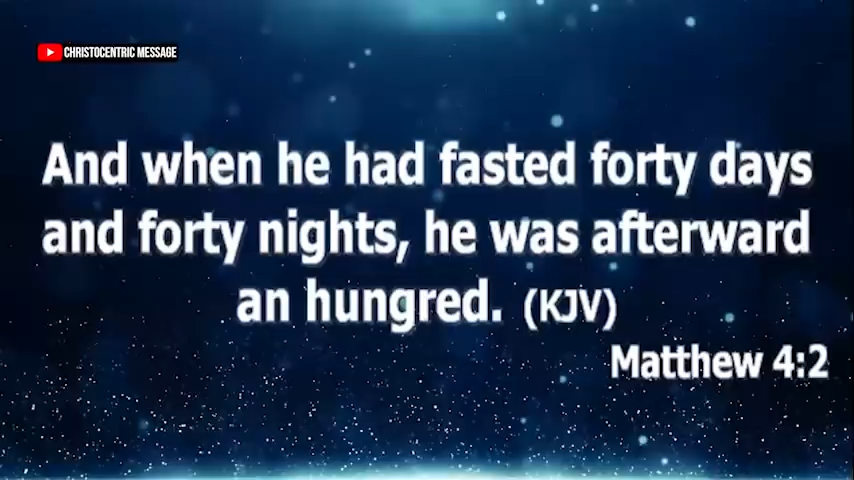 CHRISTOCENTRIC MESSAGE
And when he had fasted forty days
and forty nights, he was afterward
an hungred. (KJV)
Matthew 4:2